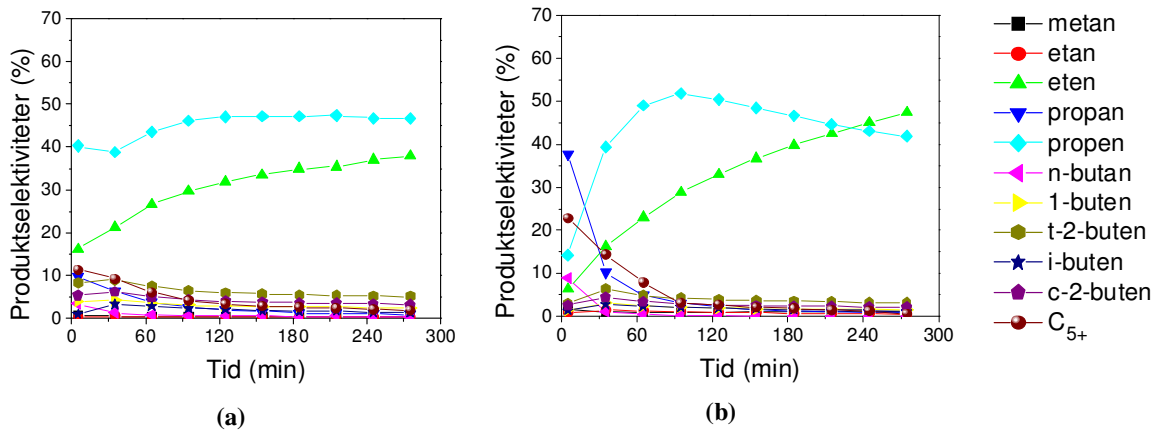 Produktselektiviteter (%)
70
60
50
40
30
20
10
0
0 60 120 180 240 300
Tid (min)
(a)
Produktselektiviteter (%)
70
60
50
40
30
20
10
0
0 60 120 180 240 300
Tid (min)
(b)
metan
etan
eten
propan
propen
n-butan
1-buten
t-2-buten
i-buten
c-2-buten
C5+